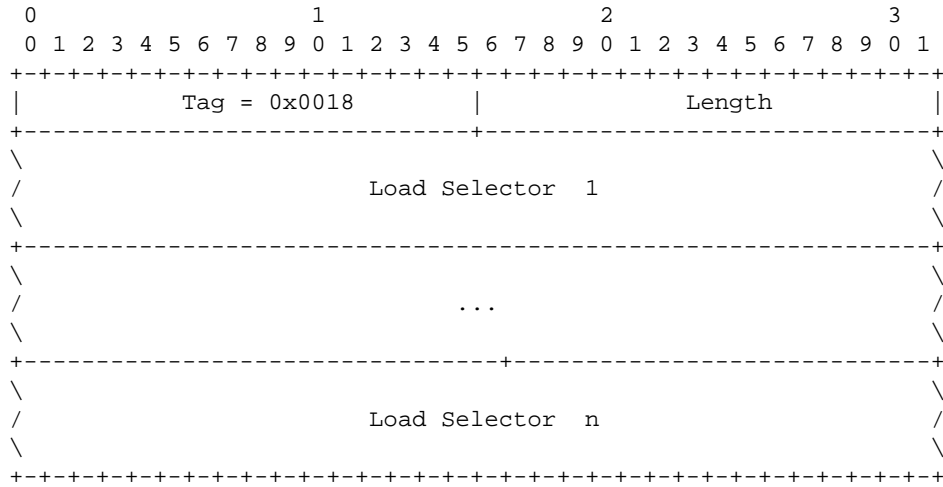 0                   1                   2                   3
 0 1 2 3 4 5 6 7 8 9 0 1 2 3 4 5 6 7 8 9 0 1 2 3 4 5 6 7 8 9 0 1
+-+-+-+-+-+-+-+-+-+-+-+-+-+-+-+-+-+-+-+-+-+-+-+-+-+-+-+-+-+-+-+-+
|           Tag = 0x0018        |              Length           |
+-------------------------------+-------------------------------+
\                                                               \
/                        Load Selector  1                       /
\                                                               \
+---------------------------------------------------------------+
\                                                               \
/                              ...                              /
\                                                               \
+---------------------------------+-----------------------------+
\                                                               \
/                        Load Selector  n                       /
\                                                               \
+-+-+-+-+-+-+-+-+-+-+-+-+-+-+-+-+-+-+-+-+-+-+-+-+-+-+-+-+-+-+-+-+